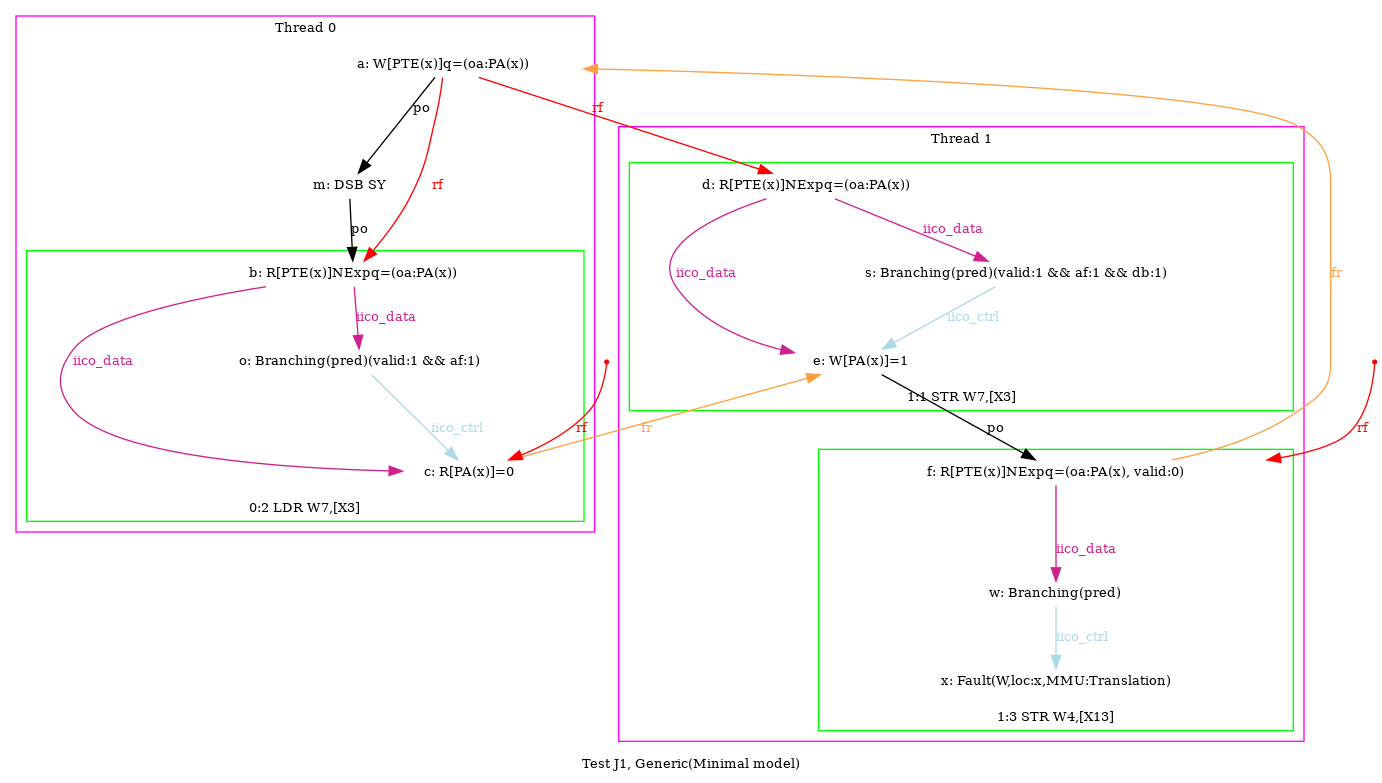 Thread 0
a: W[PTE(x)]q=(oa:PA(x))
po
rf
Thread 1
m: DSB SY
rf
d: R[PTE(x)]NExpq=(oa:PA(x))
po
iico_data
b: R[PTE(x)]NExpq=(oa:PA(x))
iico_data
s: Branching(pred)(valid:1 && af:1 && db:1)
fr
iico_data
iico_ctrl
iico_data
o: Branching(pred)(valid:1 && af:1)
e: W[PA(x)]=1
1:1 STR W7,[X3]
iico_ctrl
rf
fr
po
rf
c: R[PA(x)]=0
f: R[PTE(x)]NExpq=(oa:PA(x), valid:0)
0:2 LDR W7,[X3]
iico_data
w: Branching(pred)
iico_ctrl
x: Fault(W,loc:x,MMU:Translation)
1:3 STR W4,[X13]
Test J1, Generic(Minimal model)